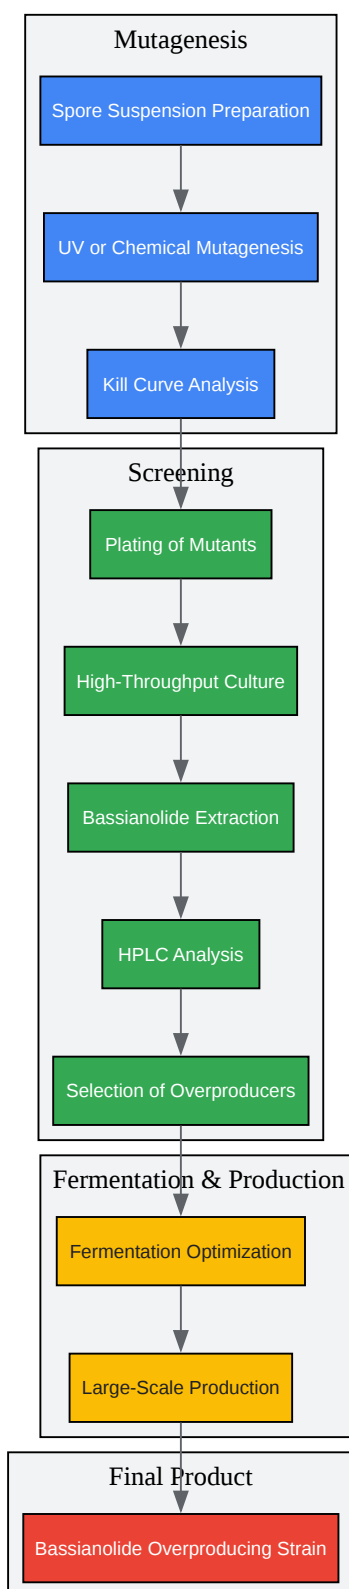 Mutagenesis
Spore Suspension Preparation
UV or Chemical Mutagenesis
Kill Curve Analysis
Screening
Plating of Mutants
High-Throughput Culture
Bassianolide Extraction
HPLC Analysis
Selection of Overproducers
Fermentation & Production
Fermentation Optimization
Large-Scale Production
Final Product
Bassianolide Overproducing Strain